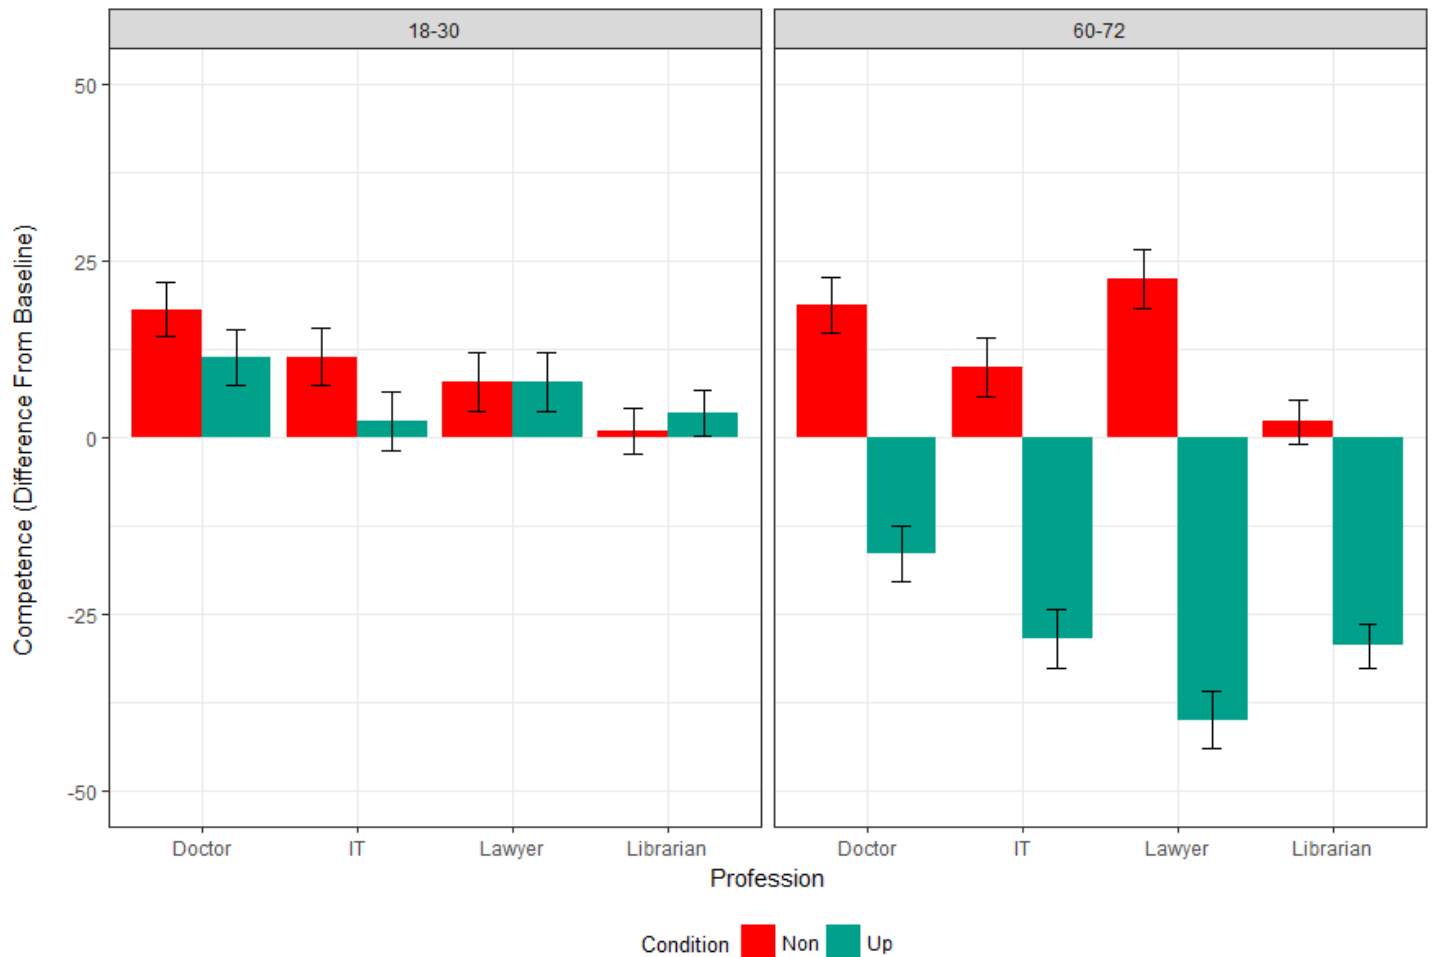 18-30 60-72
Competence (Difference From Baseline)
50
25
0
-25
-50
Doctor IT Lawyer Librarian Doctor IT Lawyer Librarian
Profession
Condition Non Up